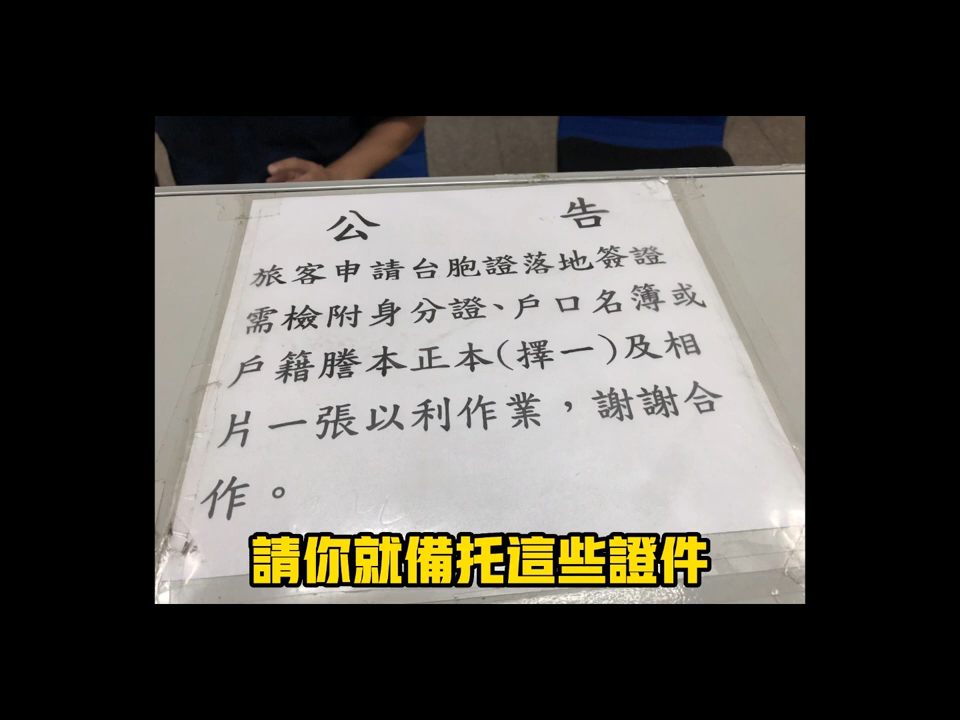 公告
旅客申請台胞證落地簽證
需檢附身分證、戶口名簿或
戶籍謄本正本(擇一)及相
片一張以利作業，謝謝合
作。
請你就備托這些證件